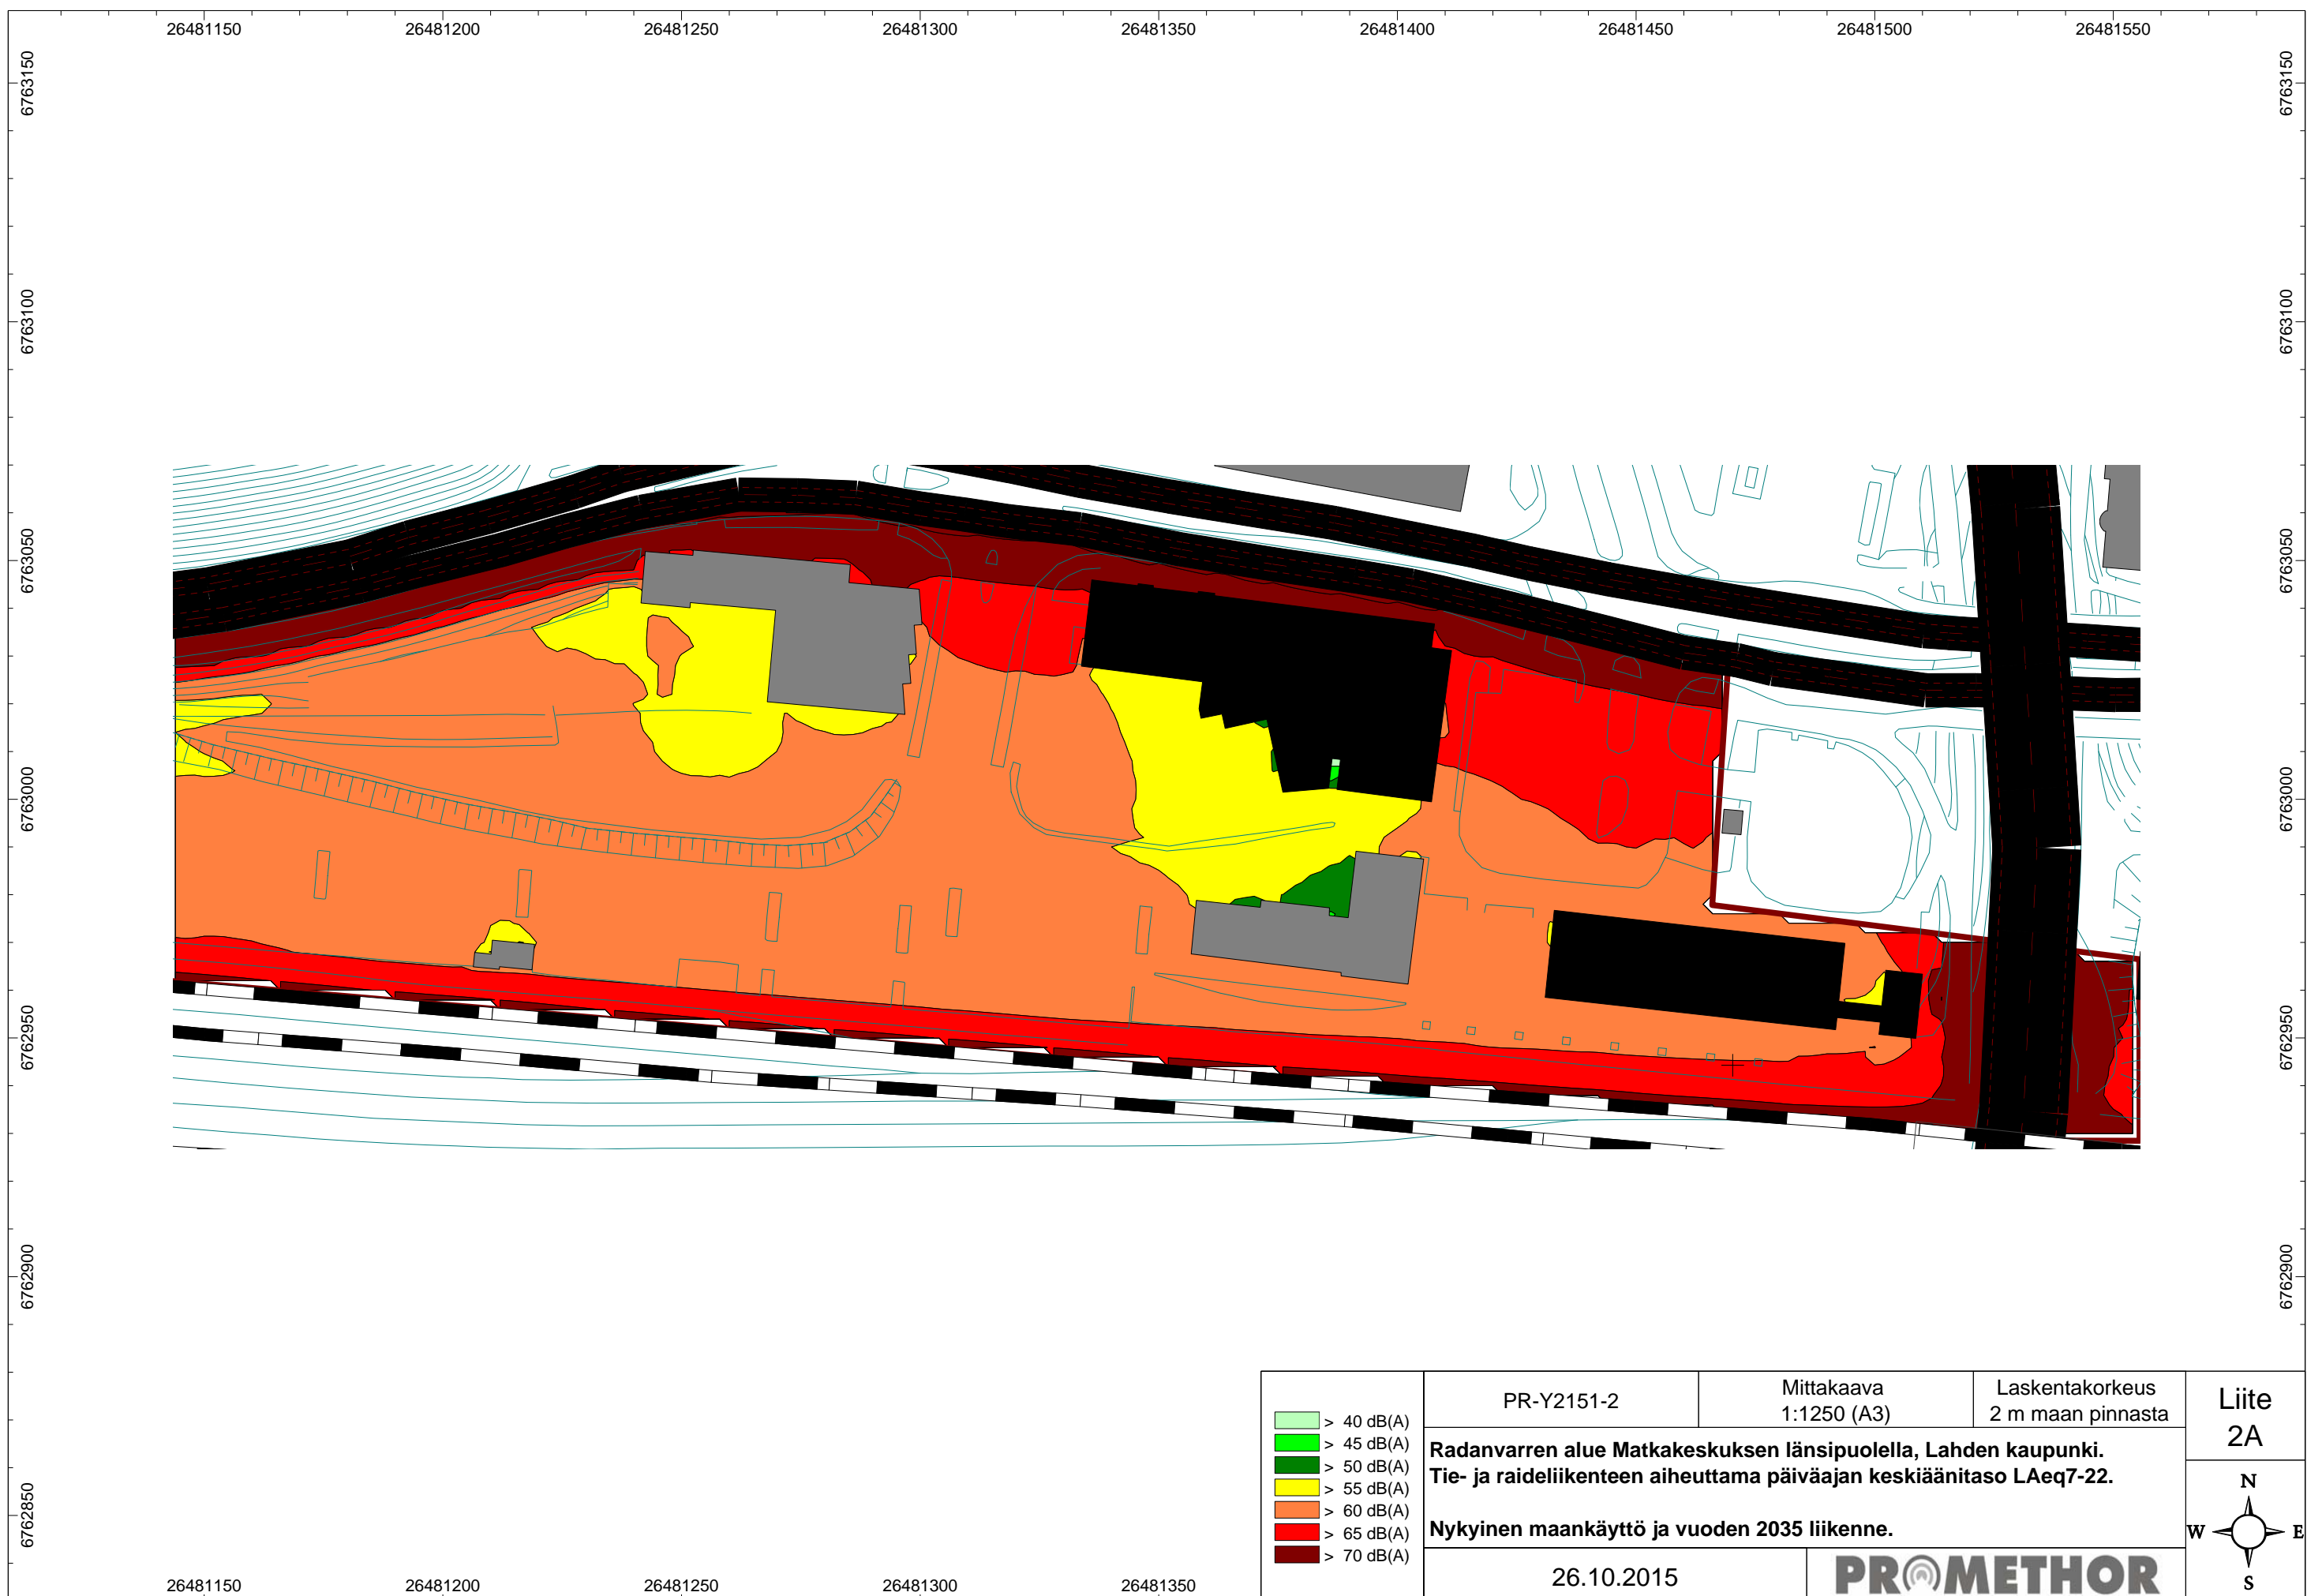 26481150 26481200 26481250 26481300 26481350 26481400 26481450 26481500 26481550
6763150 6763150
6763100 6763100
6763050 6763050
6763000 6763000
6762950 6762950
6762900 6762900
6762850
> 40 dB(A)
> 45 dB(A)
> 50 dB(A)
> 55 dB(A)
> 60 dB(A)
> 65 dB(A)
> 70 dB(A)
PR-Y2151-2
Mittakaava
1:1250 (A3)
Laskentakorkeus
2 m maan pinnasta
Liite
2A
Radanvarren alue Matkakeskuksen länsipuolella, Lahden kaupunki.
Tie- ja raideliikenteen aiheuttama päiväajan keskiäänitaso LAeq7-22.
Nykyinen maankäyttö ja vuoden 2035 liikenne.
N
W E
S
26.10.2015
PROMETHOR
26481150 26481200 26481250 26481300 26481350